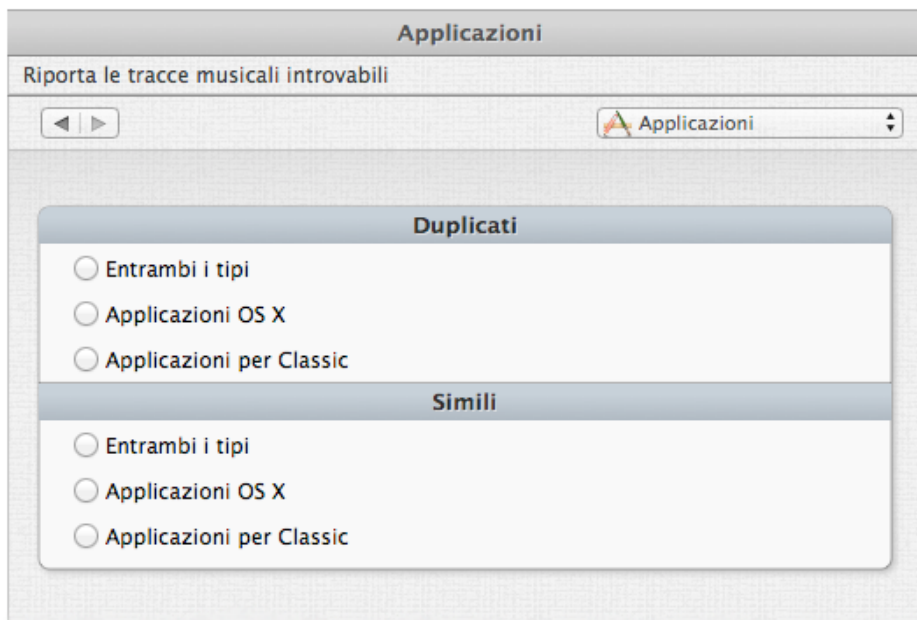 Applicazioni
Riporta le tracce musicali introvabili
Applicazioni
Duplicati
Entrambi i tipi
Applicazioni OS X
Applicazioni per Classic
Simili
Entrambi i tipi
Applicazioni OS X
Applicazioni per Classic